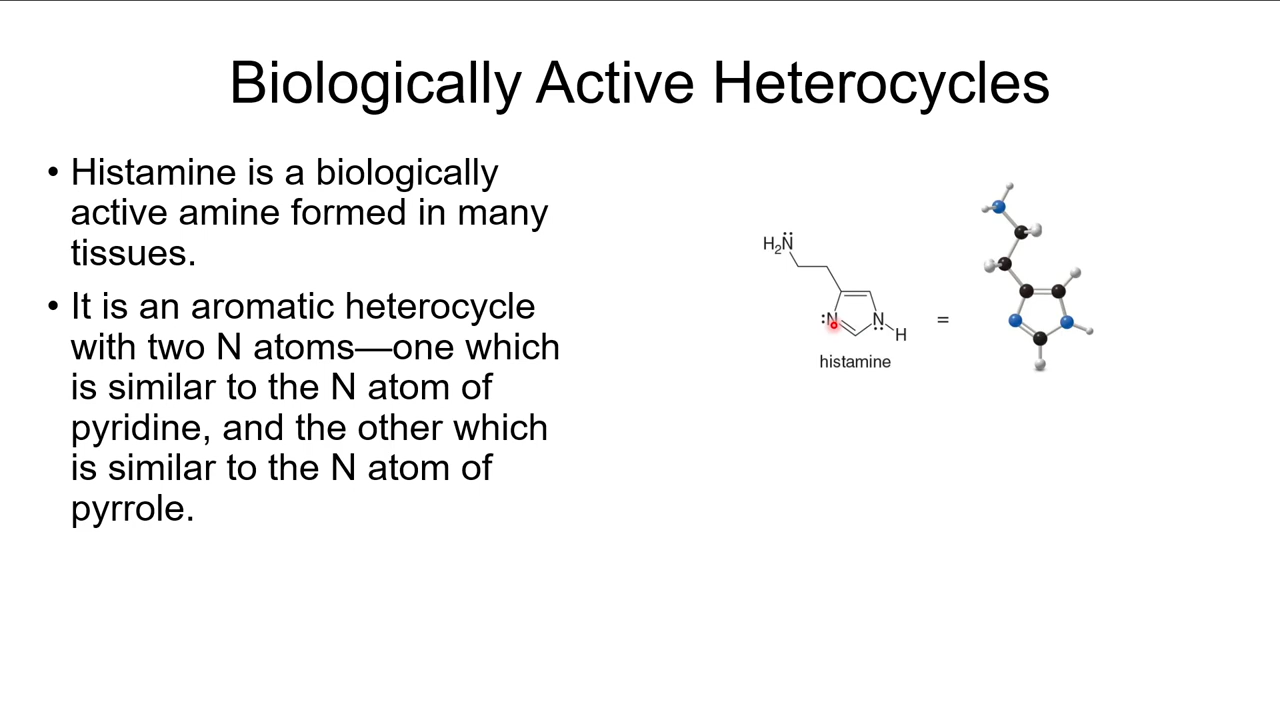 Biologically Active Heterocycles
• Histamine is a biologically
active amine formed in many
tissues.
• It is an aromatic heterocycle
with two N atoms—one which
is similar to the N atom of
pyridine, and the other which
is similar to the N atom of
pyrrole.
H₂N̈
:N
N̤
H
histamine
=